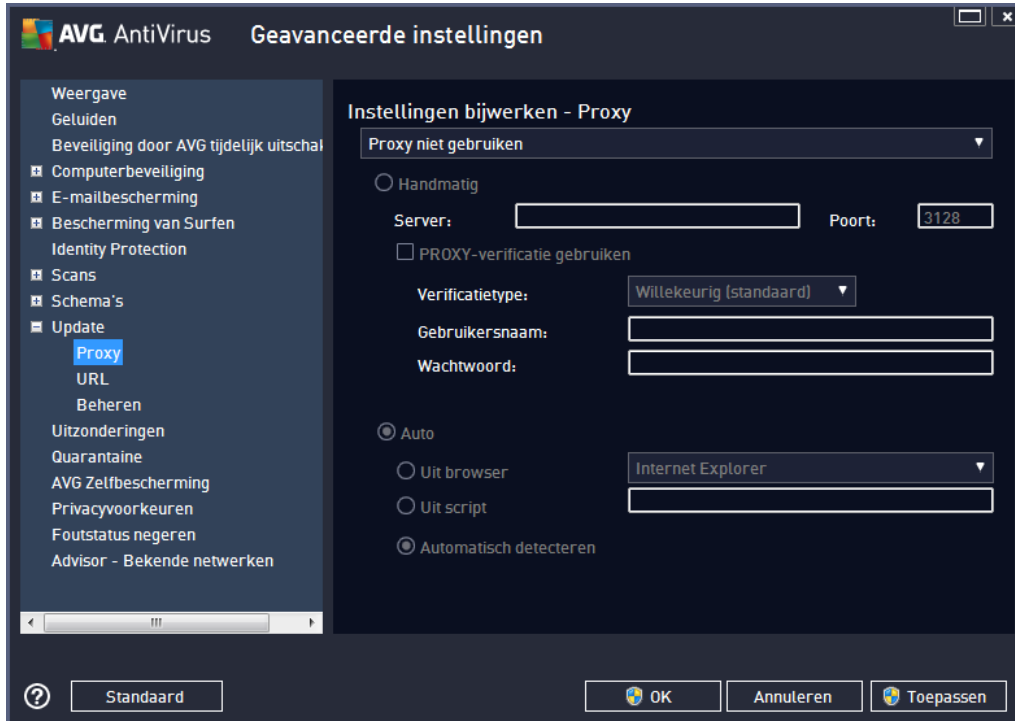 AVG AntiVirus Geavanceerde instellingen
Weergave
Geluiden
Beveiliging door AVG tijdelijk uitschak
Computerbeveiliging
E-mailbescherming
Bescherming van Surfen
Identity Protection
Scans
Schema's
Update
Proxy
URL
Beheren
Uitzonderingen
Quarantaine
AVG Zelfbescherming
Privacyvoorkeuren
Foutstatus negeren
Advisor - Bekende netwerken
Instellingen bijwerken - Proxy
Proxy niet gebruiken
Handmatig
Server: Poort: 3128
PROXY-verificatie gebruiken
Verificatietype: Willekeurig (standaard)
Gebruikersnaam:
Wachtwoord:
Auto
Uit browser Internet Explorer
Uit script
Automatisch detecteren
? Standaard OK Annuleren Toepassen